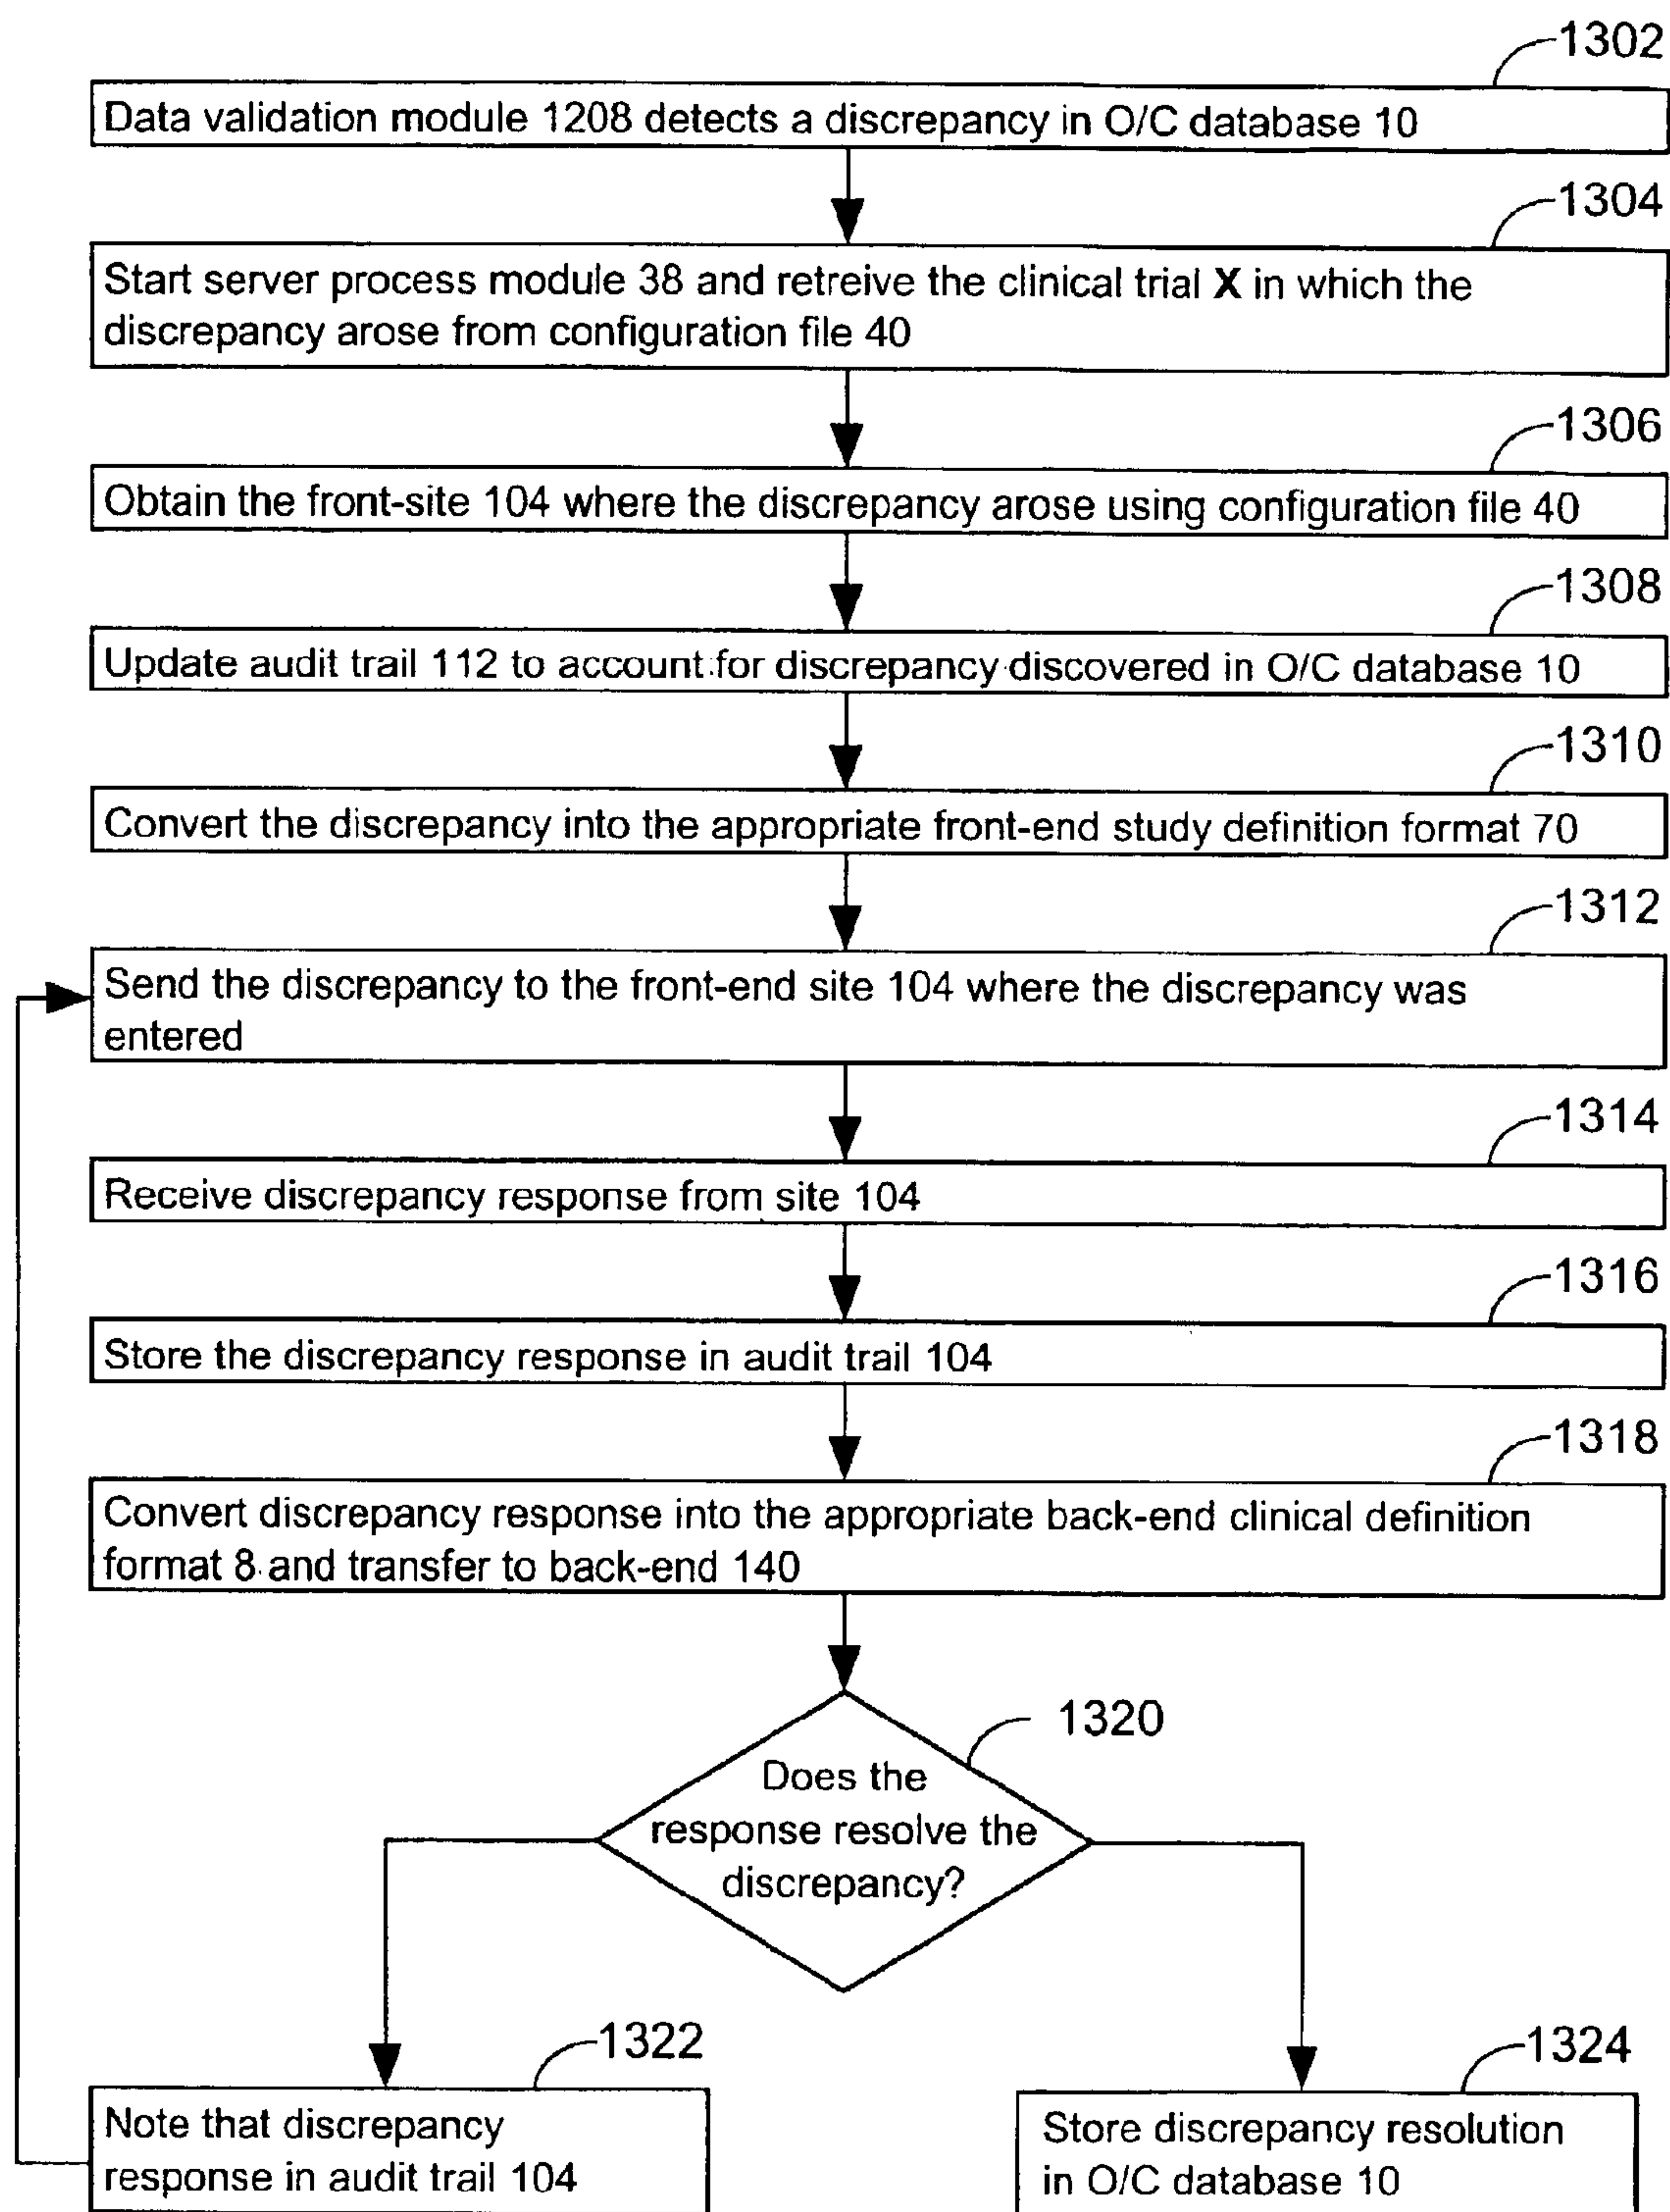 1302
Data validation module 1208 detects a discrepancy in O/C database 10
1304
Start server process module 38 and retreive the clinical trial X in which the
discrepancy arose from configuration file 40
1306
Obtain the front-site 104 where the discrepancy arose using configuration file 40
1308
Update audit trail 112 to account for discrepancy discovered in O/C database 10
1310
Convert the discrepancy into the appropriate front-end study definition format 70
1312
Send the discrepancy to the front-end site 104 where the discrepancy was
entered
1314
Receive discrepancy response from site 104
1316
Store the discrepancy response in audit trail 104
1318
Convert discrepancy response into the appropriate back-end clinical definition
format 8 and transfer to back-end 140
1320
Does the
response resolve the
discrepancy?
1322
Note that discrepancy
response in audit trail 104
1324
Store discrepancy resolution
in O/C database 10